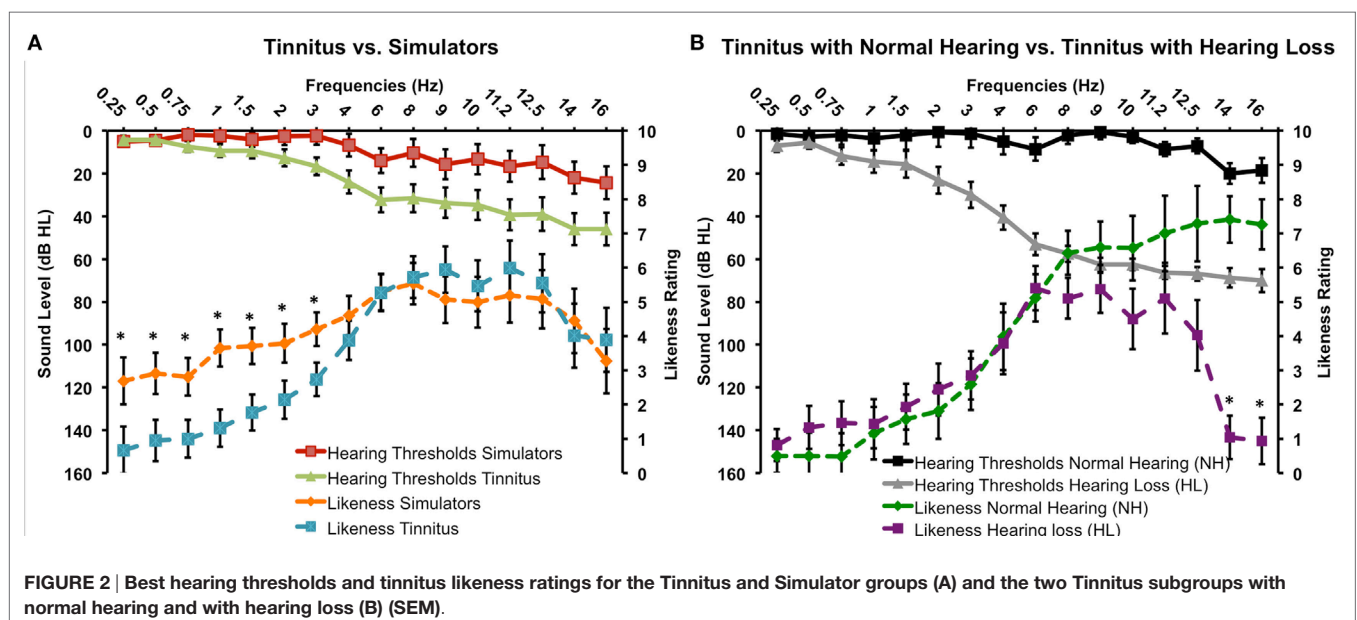 A
Tinnitus vs. Simulators
Frequencies (Hz)
0.25 0.5 0.75 1 1.5 2 3 4 6 8 9 10 11.2 12.5 14 16
0 10
9
20
8
40
7
60 6
80 5
4
100
3
120
2
140
1
160 0
Sound Level (dB HL)
Likeness Rating
* * * * * * *
Hearing Thresholds Simulators
Hearing Thresholds Tinnitus
Likeness Simulators
Likeness Tinnitus
B
Tinnitus with Normal Hearing vs. Tinnitus with Hearing Loss
Frequencies (Hz)
0.25 0.5 0.75 1 1.5 2 3 4 6 8 9 10 11.2 12.5 14 16
0 10
9
20
8
40
7
60 6
80 5
4
100
3
120
2
140
1
160 0
Sound Level (dB HL)
Likeness Rating
* *
Hearing Thresholds Normal Hearing (NH)
Hearing Thresholds Hearing Loss (HL)
Likeness Normal Hearing (NH)
Likeness Hearing loss (HL)
FIGURE 2 | Best hearing thresholds and tinnitus likeness ratings for the Tinnitus and Simulator groups (A) and the two Tinnitus subgroups with
normal hearing and with hearing loss (B) (SEM).